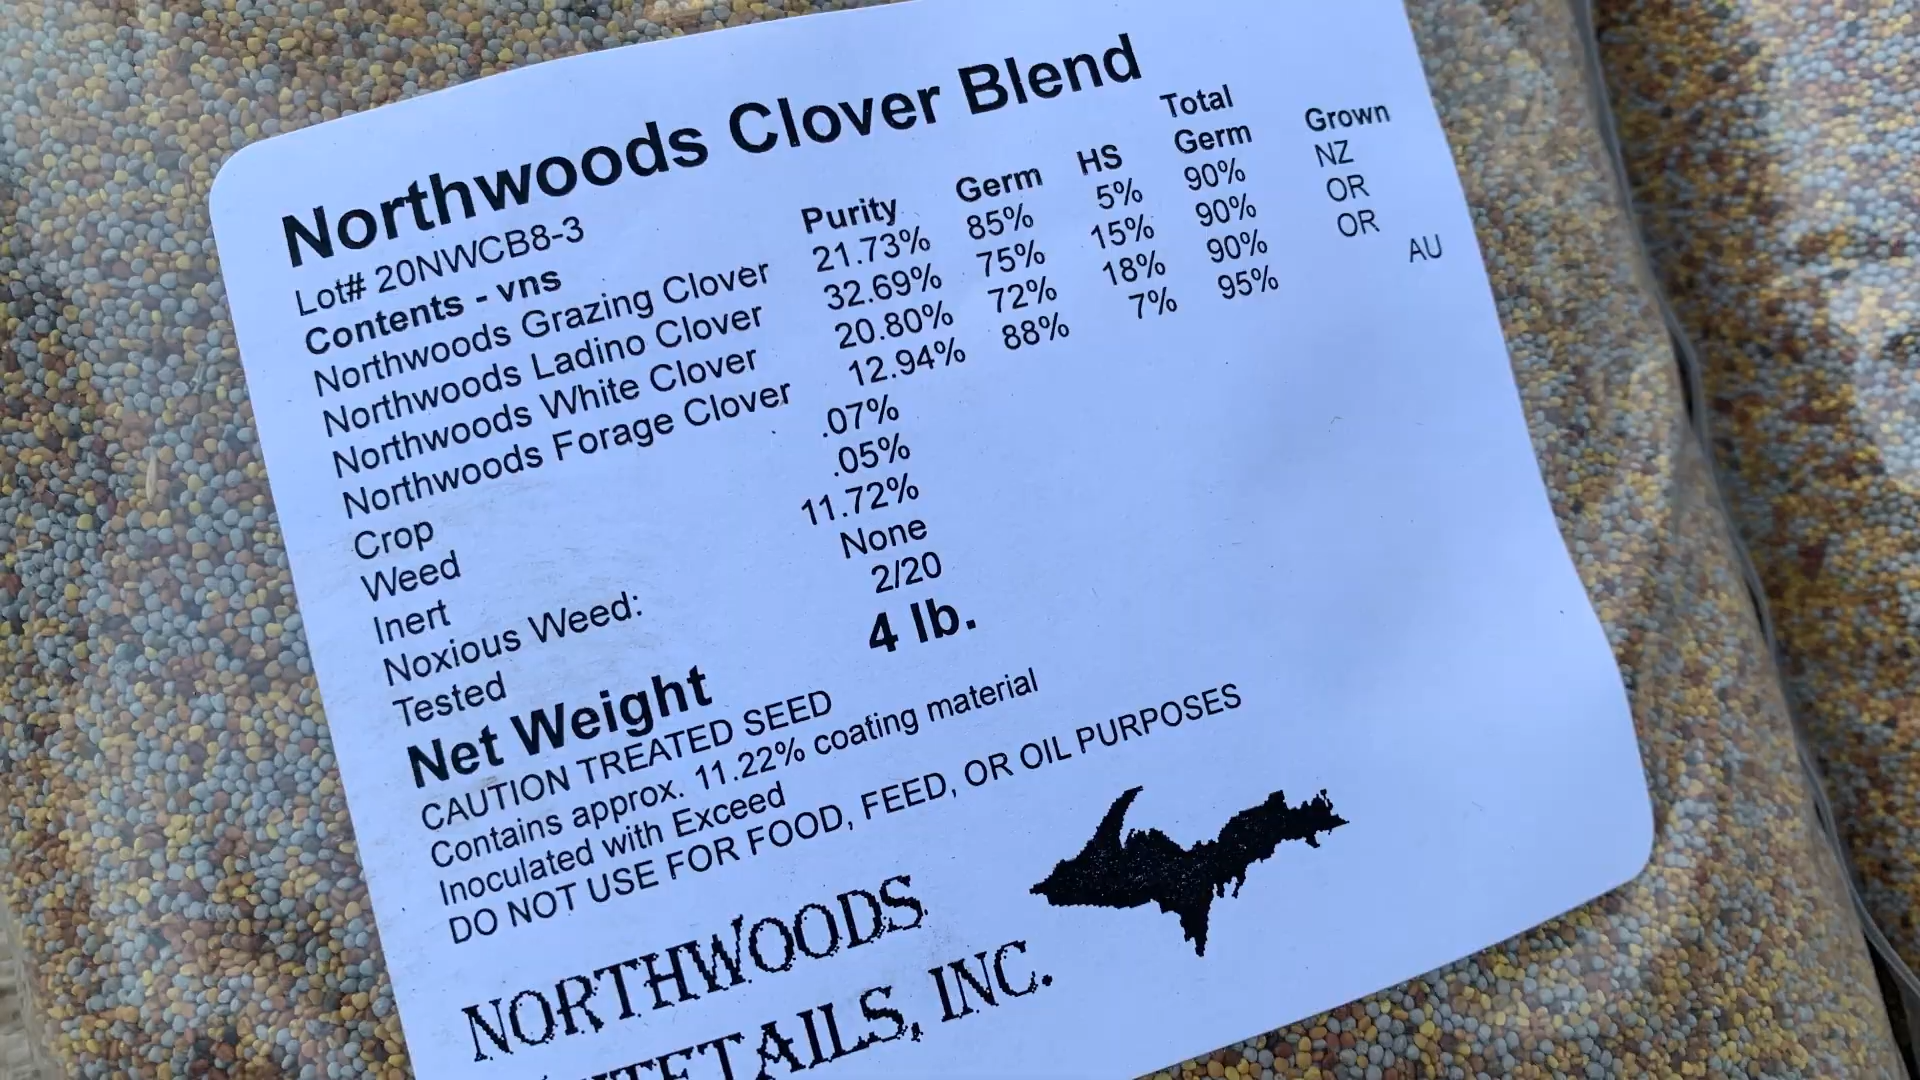 Northwoods Clover Blend
Lot# 20NWCB8-3
Contents - vns Purity Germ HS Total Germ Grown
Northwoods Grazing Clover 21.73% 85% 5% 90% NZ
Northwoods Ladino Clover 32.69% 75% 15% 90% OR
Northwoods White Clover 20.80% 72% 18% 90% OR
Northwoods Forage Clover 12.94% 88% 7% 95% AU
Crop .07%
Weed .05%
Inert 11.72%
Noxious Weed: None
Tested 2/20
Net Weight 4 lb.
CAUTION TREATED SEED
Contains approx. 11.22% coating material
Inoculated with Exceed
DO NOT USE FOR FOOD, FEED, OR OIL PURPOSES
NORTHWOODS
INC.